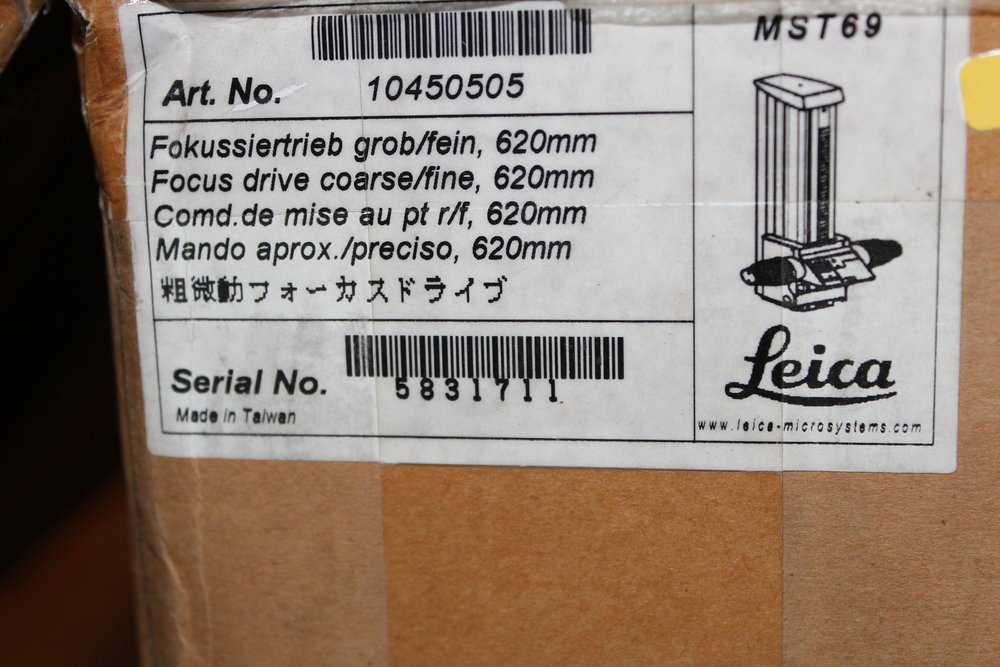 Art. No. 10450505
Fokussiertrieb grob/fein, 620mm
Focus drive coarse/fine, 620mm
Comd.de mise au pt r/f, 620mm
Mando aprox./preciso, 620mm
粗微動フォーカスドライブ
Serial No. 5831711
Made in Taiwan
MST69
Leica
www.leica-microsystems.com